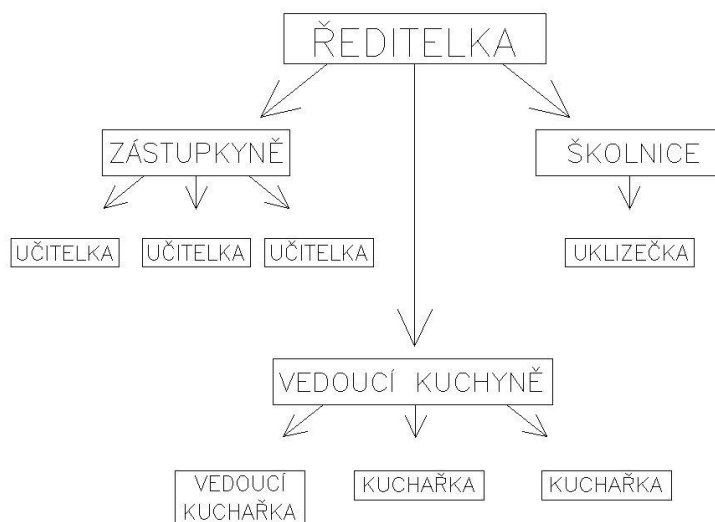 ŘEDITELKA
ZÁSTUPKYNĚ
ŠKOLNICE
UČITELKA
UČITELKA
UČITELKA
UKLIZEČKA
VEDOUCÍ KUCHYNĚ
VEDOUCÍ
KUCHAŘKA
KUCHAŘKA
KUCHAŘKA